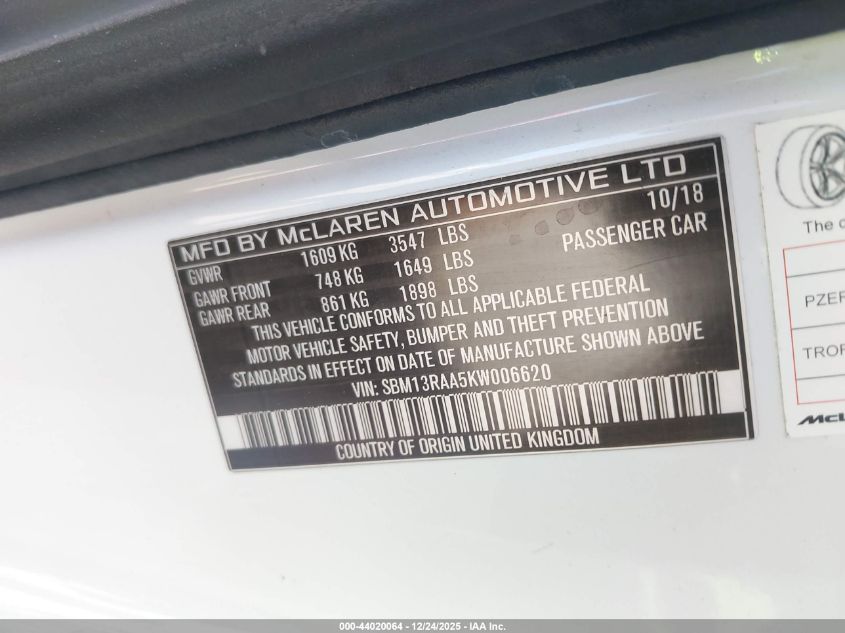 MFD BY McLAREN AUTOMOTIVE LTD
10/18
GVWR 1609 KG 3547 LBS
PASSENGER CAR
GAWR FRONT 748 KG 1649 LBS
GAWR REAR 861 KG 1898 LBS
THIS VEHICLE CONFORMS TO ALL APPLICABLE FEDERAL
MOTOR VEHICLE SAFETY, BUMPER AND THEFT PREVENTION
STANDARDS IN EFFECT ON DATE OF MANUFACTURE SHOWN ABOVE
VIN: SBM13RAA5KW006620
COUNTRY OF ORIGIN UNITED KINGDOM
The
PZER
TROF
McL
000-44020064 - 12/24/2025 - IAA Inc.